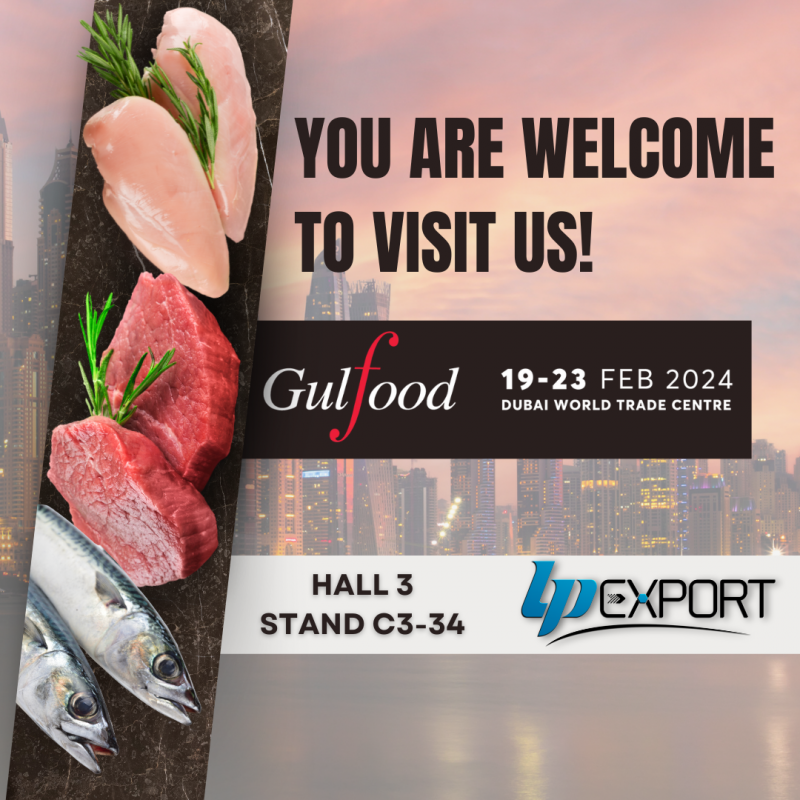 YOU ARE WELCOME
TO VISIT US!
Gulfood
19-23 FEB 2024
DUBAI WORLD TRADE CENTRE
HALL 3
STAND C3-34
LP EXPORT